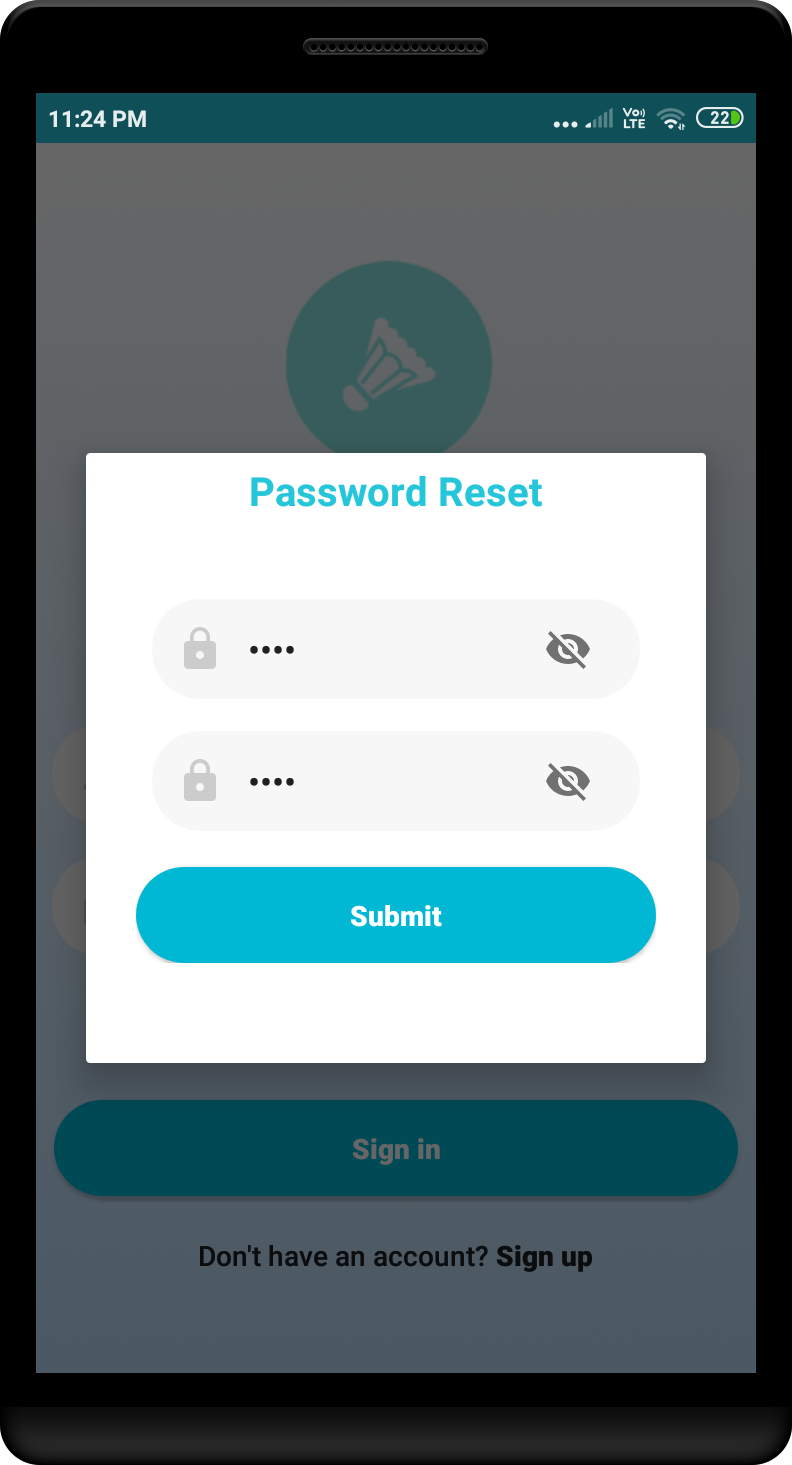 11:24 PM
Vo
LTE
22
Password Reset
••••
••••
Submit
Sign in
Don't have an account? Sign up